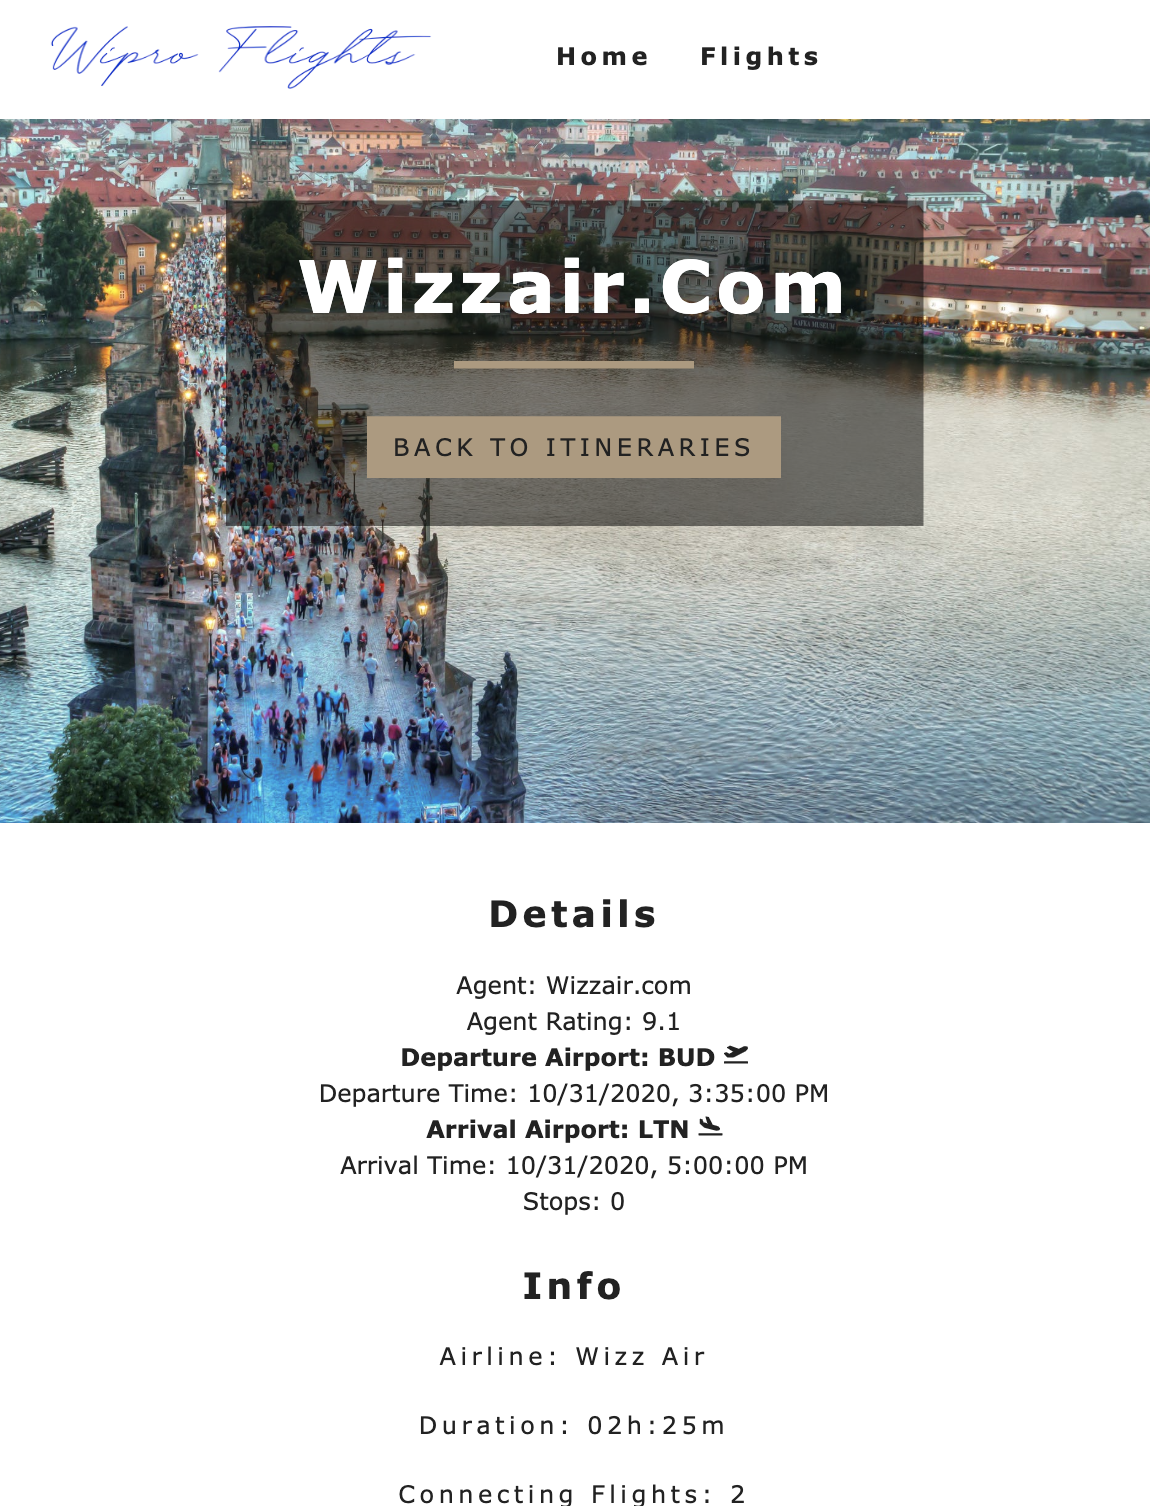 Wipro Flights
Home Flights
Wizzair.Com
BACK TO ITINERARIES
KAFKA MUSEUM
Details
Agent: Wizzair.com
Agent Rating: 9.1
Departure Airport: BUD
Departure Time: 10/31/2020, 3:35:00 PM
Arrival Airport: LTN
Arrival Time: 10/31/2020, 5:00:00 PM
Stops: 0
Info
Airline: Wizz Air
Duration: 02h:25m
Connecting Flights: 2